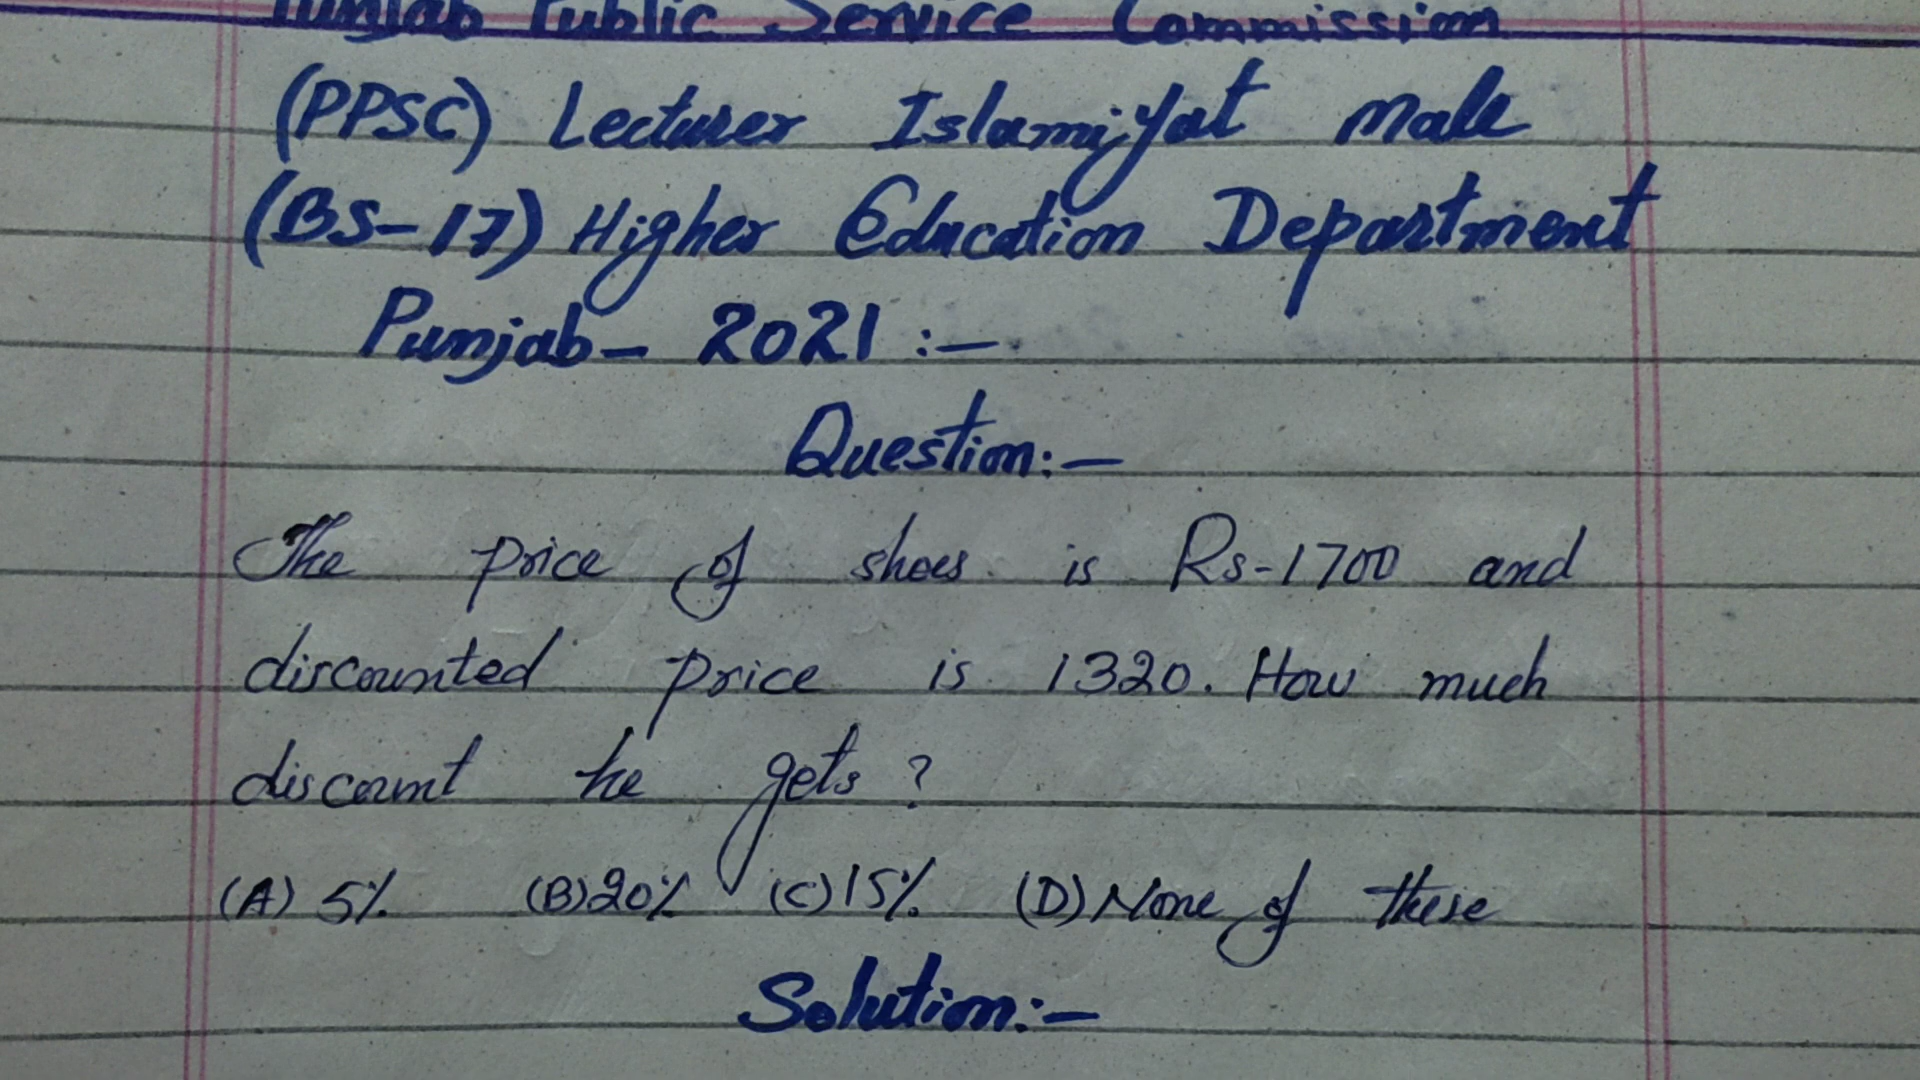 Punjab Public Service Commission
(PPSC) Lecturer Islamiyat Male
(BS-17) Higher Education Department
Punjab- 2021 :-
Question:-
The price of shoes is Rs-1700 and
discounted price is 1320. How much
discount he gets?
(A) 5% (B) 20% (C) 15% (D) None of these
Solution:-